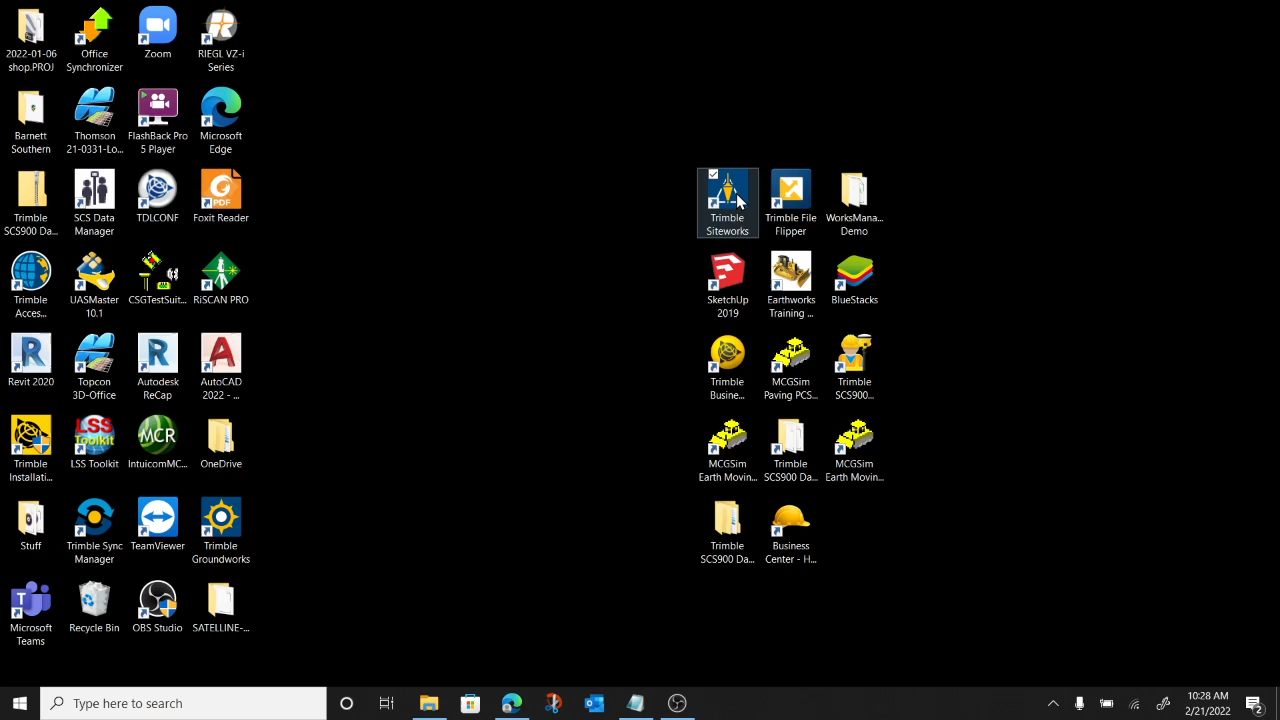 2022-01-06
shop.PROJ
Office
Synchronizer
Zoom
RIEGL VZ-i
Series
Barnett
Southern
Thomson
21-0331-Lo...
FlashBack Pro
5 Player
Microsoft
Edge
Trimble
SCS900 Da...
SCS Data
Manager
TDLCONF
PDF
Foxit Reader
Trimble
Siteworks
Trimble File
Flipper
WorksMana...
Demo
Trimble
Acces...
UASMaster
10.1
CSGTestSuit...
RiSCAN PRO
SketchUp
2019
Earthworks
Training ...
BlueStacks
R
Revit 2020
Topcon
3D-Office
R
Autodesk
ReCap
A
AutoCAD
2022 - ...
Trimble
Busine...
MCGSim
Paving PCS...
Trimble
SCS900...
Trimble
Installati...
LSS
Toolkit
LSS Toolkit
MCR
IntuicomMC...
OneDrive
MCGSim
Earth Movin...
Trimble
SCS900 Da...
MCGSim
Earth Movin...
Stuff
Trimble Sync
Manager
TeamViewer
Trimble
Groundworks
Trimble
SCS900 Da...
Business
Center - H...
T
Microsoft
Teams
Recycle Bin
OBS Studio
SATELLINE-...
Type here to search
10:28 AM
2/21/2022
2